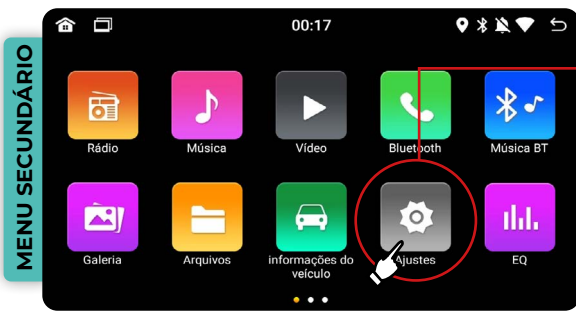 MENU SECUNDÁRIO
00:17
Rádio
Música
Vídeo
Bluetooth
Música BT
Galeria
Arquivos
informações do
veículo
Ajustes
EQ